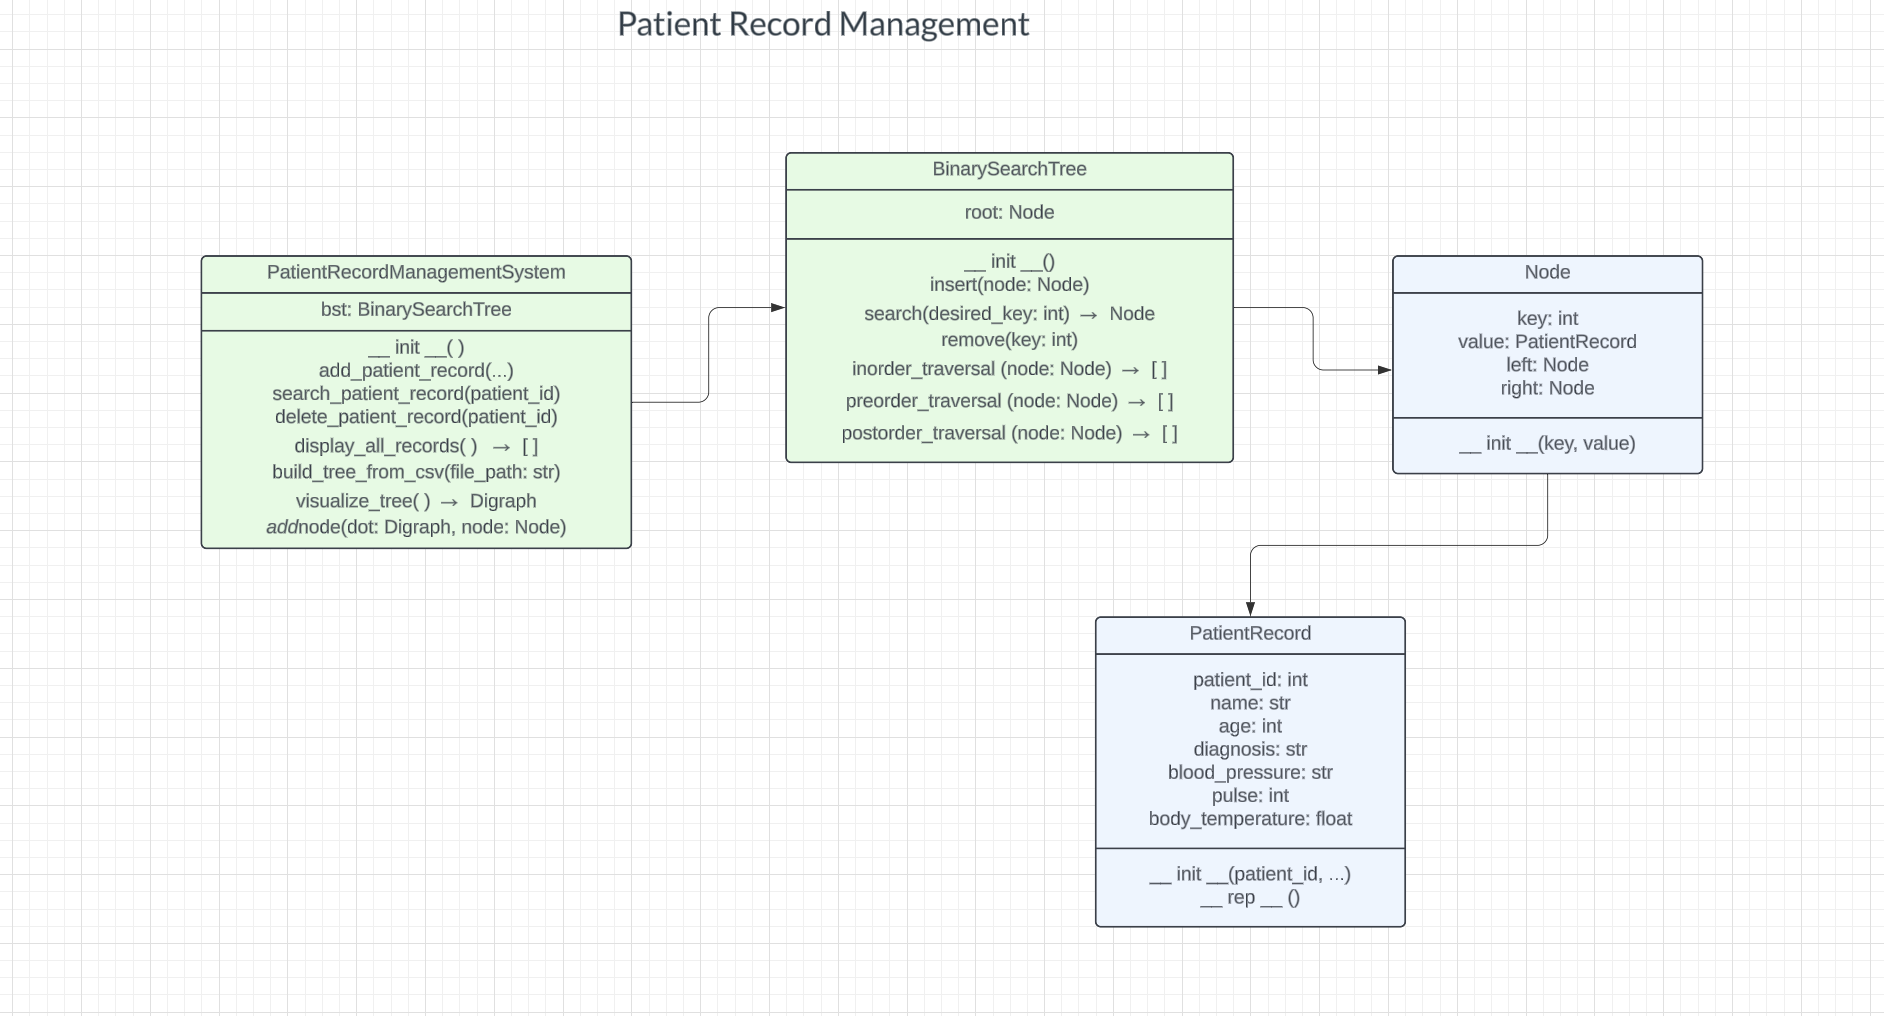 Patient Record Management
PatientRecordManagementSystem
bst: BinarySearchTree
__ init __( )
add_patient_record(...)
search_patient_record(patient_id)
delete_patient_record(patient_id)
display_all_records( ) → [ ]
build_tree_from_csv(file_path: str)
visualize_tree( ) → Digraph
addnode(dot: Digraph, node: Node)
BinarySearchTree
root: Node
__ init __()
insert(node: Node)
search(desired_key: int) → Node
remove(key: int)
inorder_traversal (node: Node) → [ ]
preorder_traversal (node: Node) → [ ]
postorder_traversal (node: Node) → [ ]
Node
key: int
value: PatientRecord
left: Node
right: Node
__ init __(key, value)
PatientRecord
patient_id: int
name: str
age: int
diagnosis: str
blood_pressure: str
pulse: int
body_temperature: float
__ init __(patient_id, ...)
__ rep __ ()